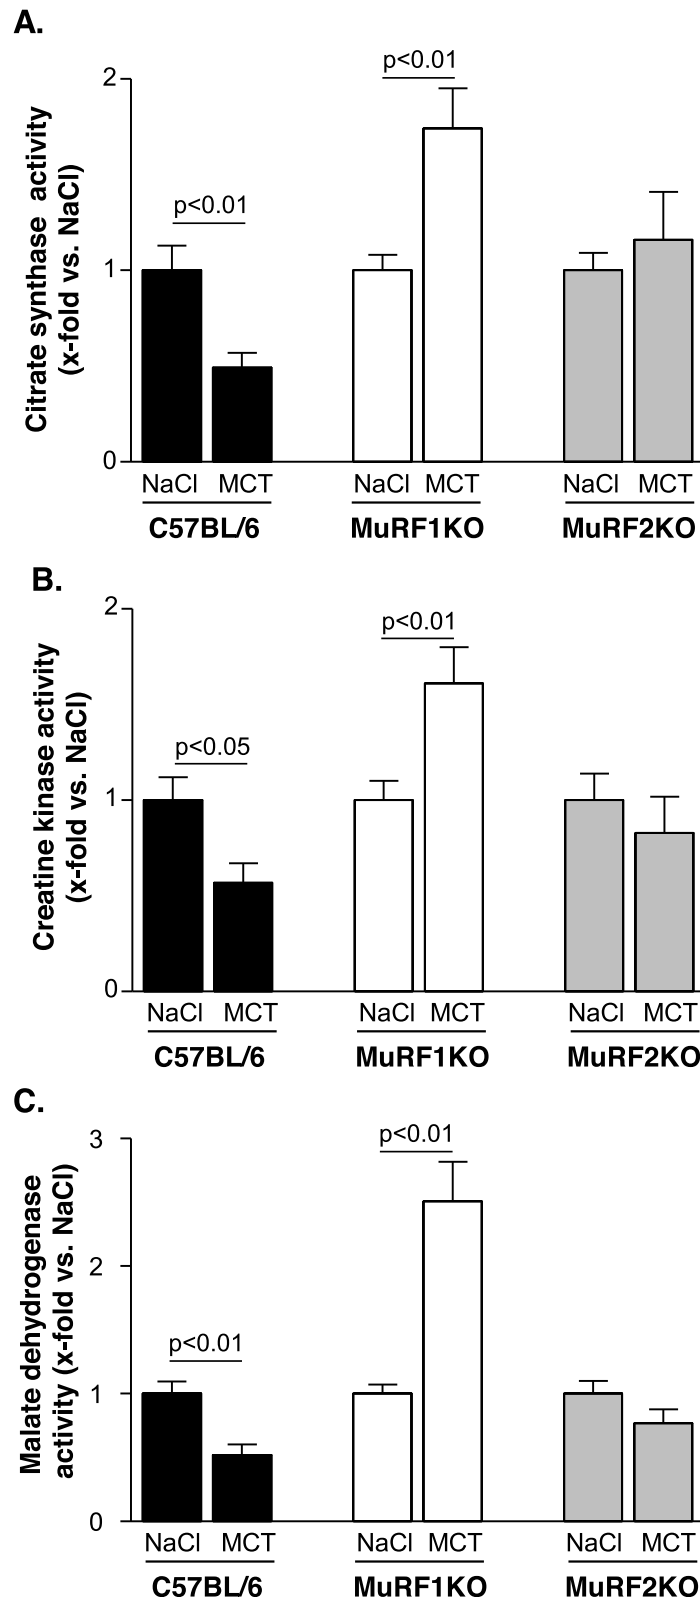 A.
Citrate synthase activity
(x-fold vs. NaCl)
2
1
0
p<0.01
p<0.01
NaCl MCT NaCl MCT NaCl MCT
C57BL/6 MuRF1KO MuRF2KO
B.
Creatine kinase activity
(x-fold vs. NaCl)
2
1
0
p<0.05
p<0.01
NaCl MCT NaCl MCT NaCl MCT
C57BL/6 MuRF1KO MuRF2KO
C.
Malate dehydrogenase
activity (x-fold vs. NaCl)
3
2
1
0
p<0.01
p<0.01
NaCl MCT NaCl MCT NaCl MCT
C57BL/6 MuRF1KO MuRF2KO